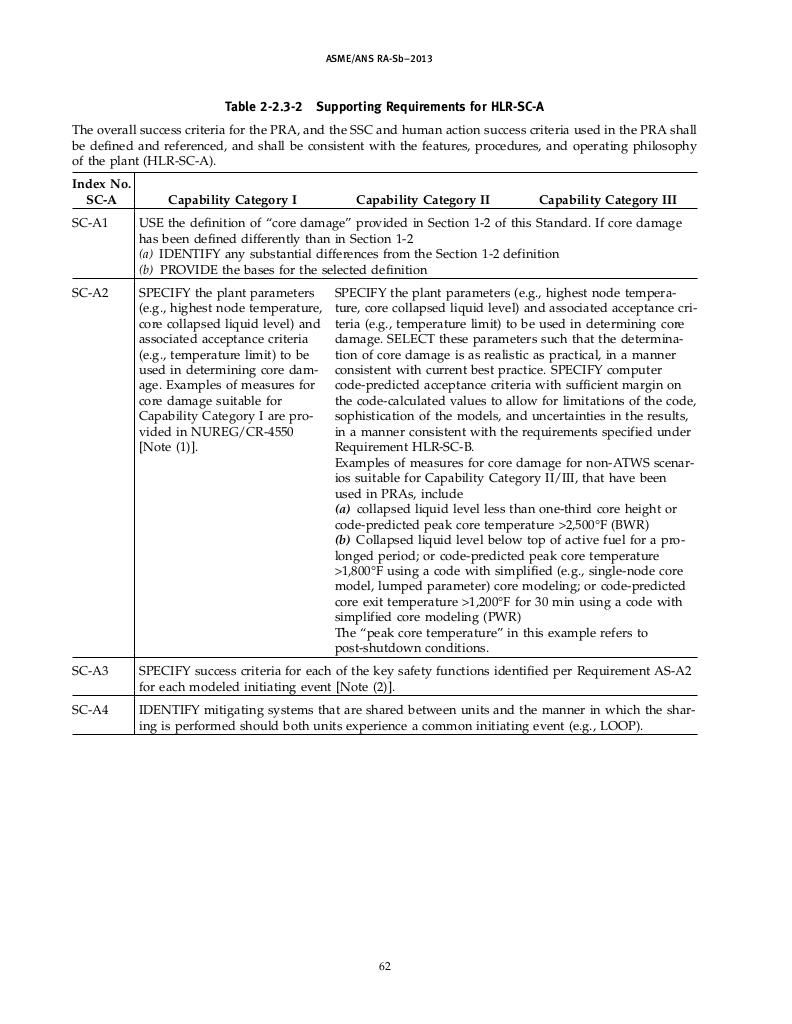 ASME/ANS RA-Sb–2013
Table 2-2.3-2 Supporting Requirements for HLR-SC-A
The overall success criteria for the PRA, and the SSC and human action success criteria used in the PRA shall
be defined and referenced, and shall be consistent with the features, procedures, and operating philosophy
of the plant (HLR-SC-A).
Index No.
SC-A Capability Category I Capability Category II Capability Category III
SC-A1 USE the definition of “core damage” provided in Section 1-2 of this Standard. If core damage
has been defined differently than in Section 1-2
(a) IDENTIFY any substantial differences from the Section 1-2 definition
(b) PROVIDE the bases for the selected definition
SC-A2
SPECIFY the plant parameters
(e.g., highest node temperature,
core collapsed liquid level) and
associated acceptance criteria
(e.g., temperature limit) to be
used in determining core dam-
age. Examples of measures for
core damage suitable for
Capability Category I are pro-
vided in NUREG/CR-4550
[Note (1)].
SPECIFY the plant parameters (e.g., highest node tempera-
ture, core collapsed liquid level) and associated acceptance cri-
teria (e.g., temperature limit) to be used in determining core
damage. SELECT these parameters such that the determina-
tion of core damage is as realistic as practical, in a manner
consistent with current best practice. SPECIFY computer
code-predicted acceptance criteria with sufficient margin on
the code-calculated values to allow for limitations of the code,
sophistication of the models, and uncertainties in the results,
in a manner consistent with the requirements specified under
Requirement HLR-SC-B.
Examples of measures for core damage for non-ATWS scenar-
ios suitable for Capability Category II/III, that have been
used in PRAs, include
(a) collapsed liquid level less than one-third core height or
code-predicted peak core temperature >2,500°F (BWR)
(b) Collapsed liquid level below top of active fuel for a pro-
longed period; or code-predicted peak core temperature
>1,800°F using a code with simplified (e.g., single-node core
model, lumped parameter) core modeling; or code-predicted
core exit temperature >1,200°F for 30 min using a code with
simplified core modeling (PWR)
The “peak core temperature” in this example refers to
post-shutdown conditions.
SC-A3 SPECIFY success criteria for each of the key safety functions identified per Requirement AS-A2
for each modeled initiating event [Note (2)].
SC-A4 IDENTIFY mitigating systems that are shared between units and the manner in which the shar-
ing is performed should both units experience a common initiating event (e.g., LOOP).
62